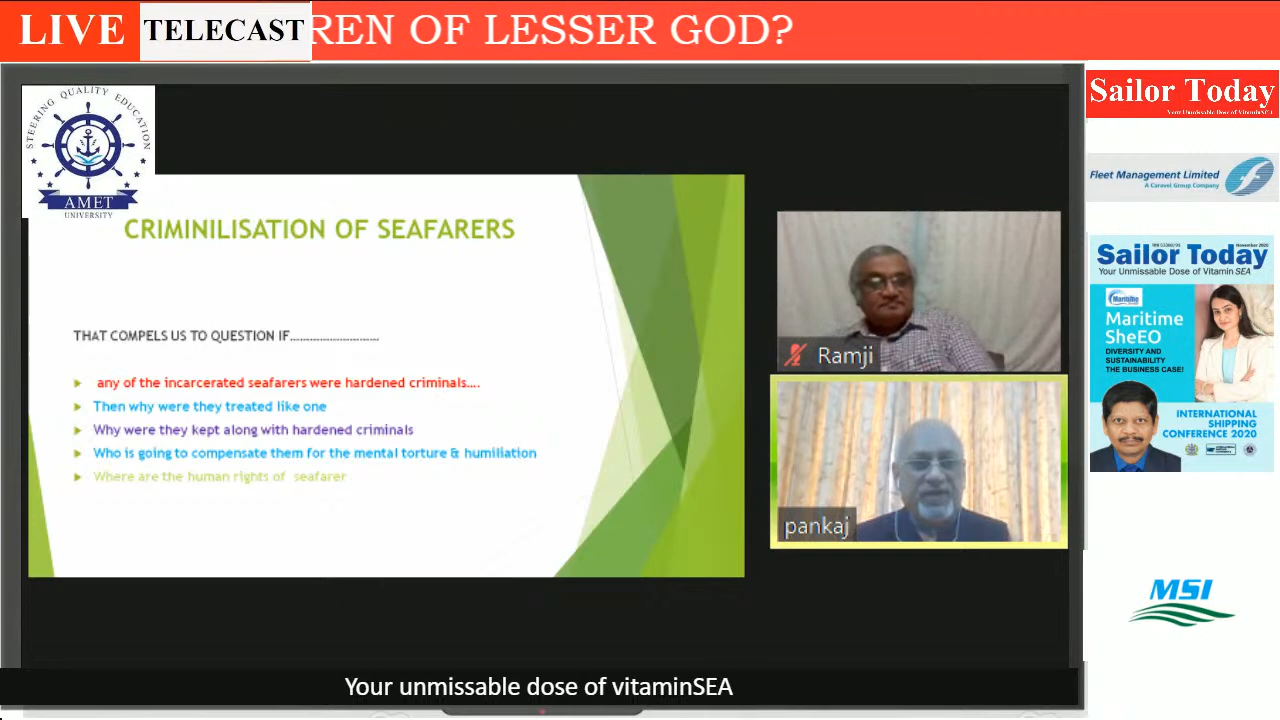 LIVE TELECAST REN OF LESSER GOD?
STEERING QUALITY EDUCATION
AMET
UNIVERSITY
CRIMINILISATION OF SEAFARERS
THAT COMPELS US TO QUESTION IF..............................
any of the incarcerated seafarers were hardened criminals....
Then why were they treated like one
Why were they kept along with hardened criminals
Who is going to compensate them for the mental torture & humiliation
Where are the human rights of seafarer
Ramji
pankaj
Sailor Today
Your Unmissable Dose of VitaminSEA
Fleet Management Limited
A Caravel Group Company
November 2020
Sailor Today
Your Unmissable Dose of Vitamin SEA
Maritime
SheEO
DIVERSITY AND
SUSTAINABILITY
THE BUSINESS CASE!
INTERNATIONAL
SHIPPING
CONFERENCE 2020
MSI
Your unmissable dose of vitaminSEA